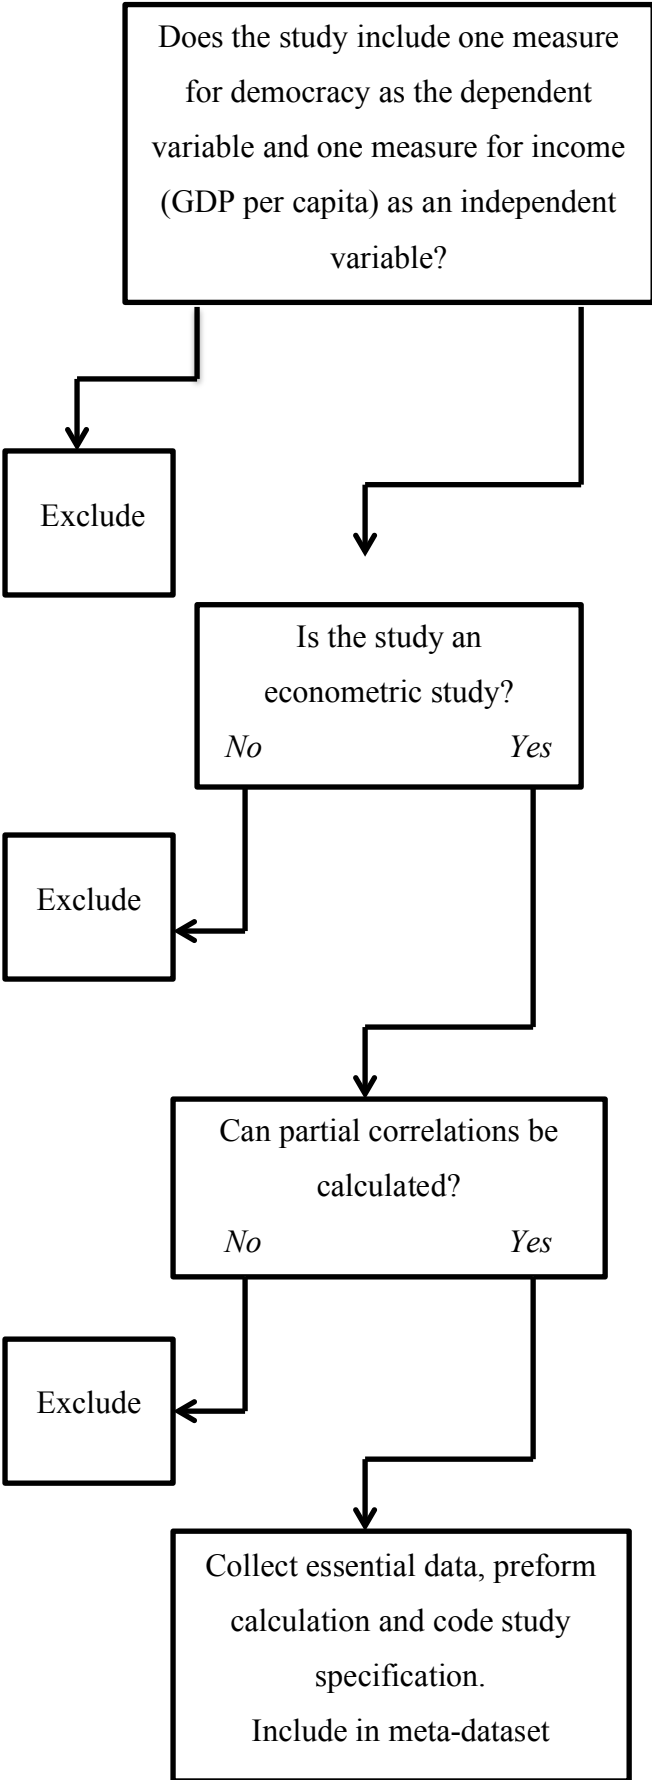 Does the study include one measure
for democracy as the dependent
variable and one measure for income
(GDP per capita) as an independent
variable?
Exclude
Is the study an
econometric study?
No Yes
Exclude
Can partial correlations be
calculated?
No Yes
Exclude
Collect essential data, preform
calculation and code study
specification.
Include in meta-dataset